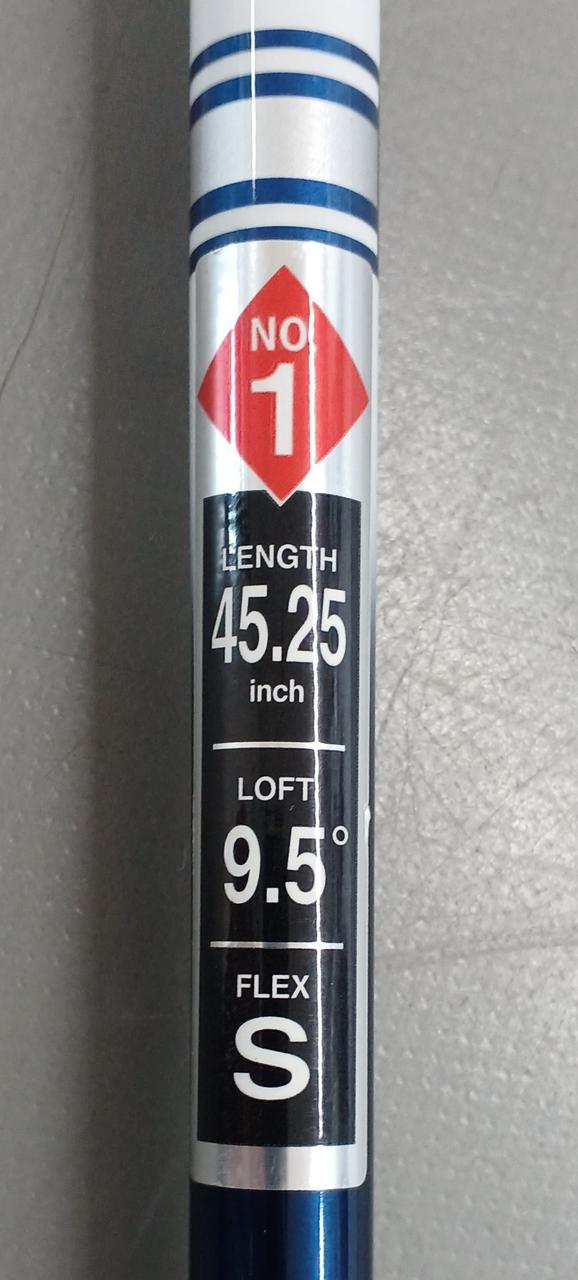 NO.
1
LENGTH
45.25
inch
LOFT
9.5°
FLEX
S